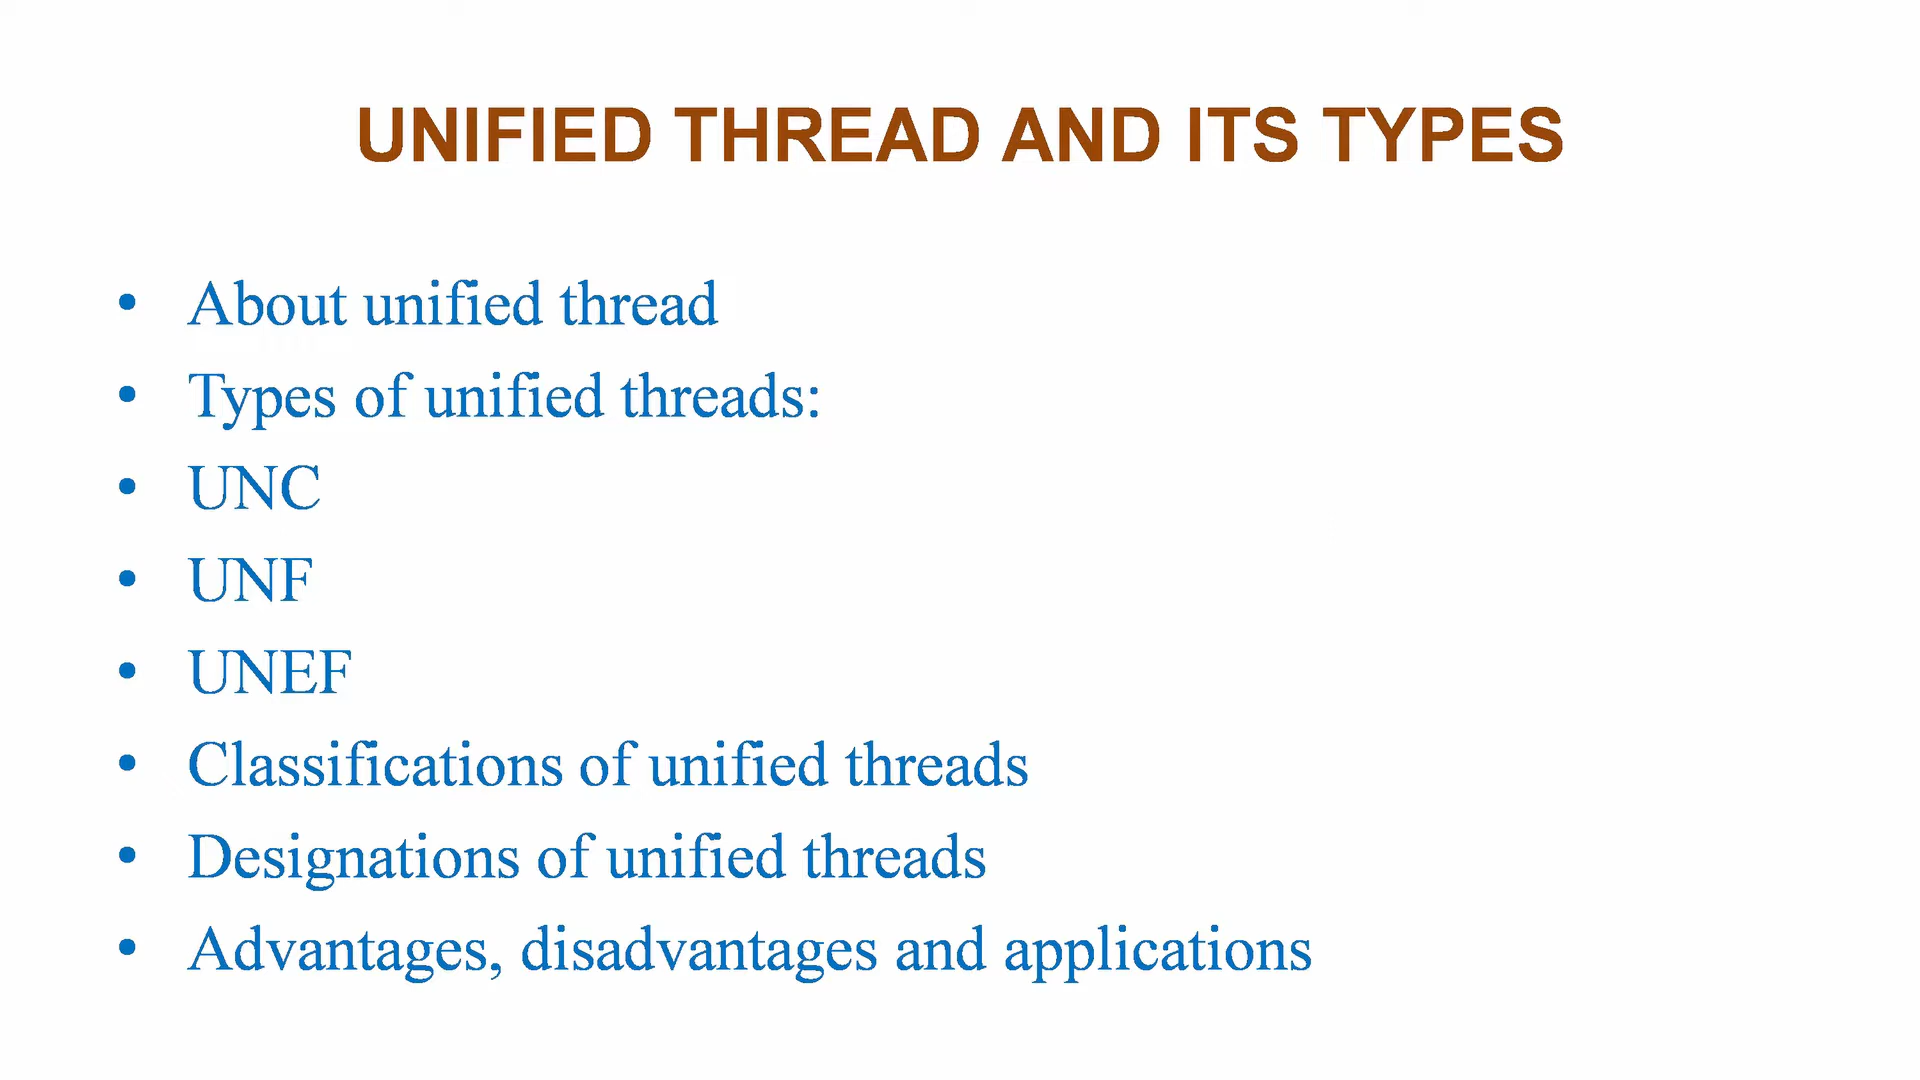 UNIFIED THREAD AND ITS TYPES
• About unified thread
• Types of unified threads:
• UNC
• UNF
• UNEF
• Classifications of unified threads
• Designations of unified threads
• Advantages, disadvantages and applications